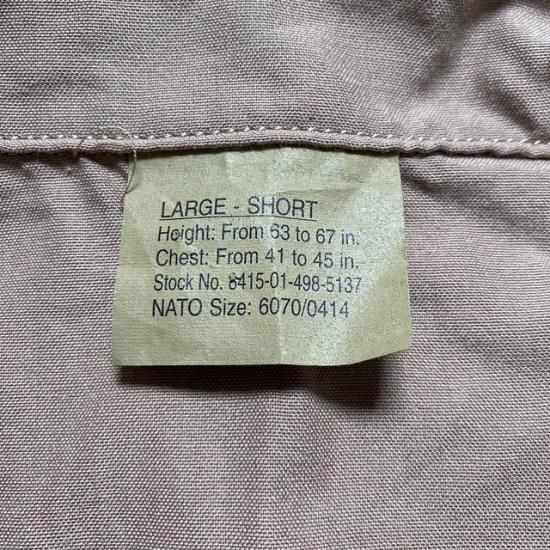 LARGE - SHORT
Height: From 63 to 67 in.
Chest: From 41 to 45 in.
Stock No. 8415-01-498-5137
NATO Size: 6070/0414